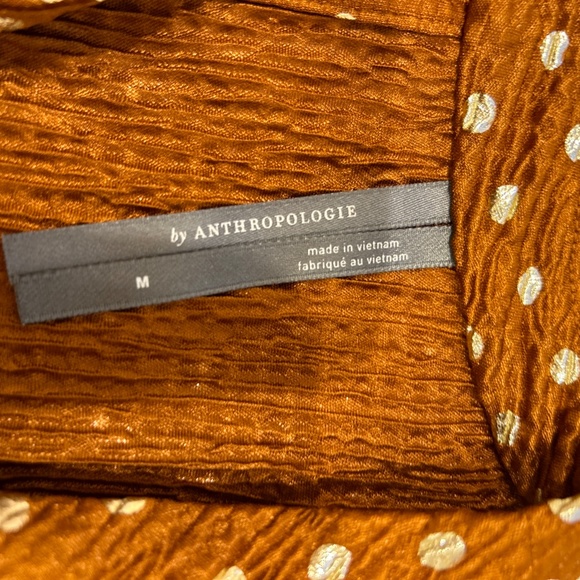 by ANTHROPOLOGIE
made in vietnam
fabriqué au vietnam
M